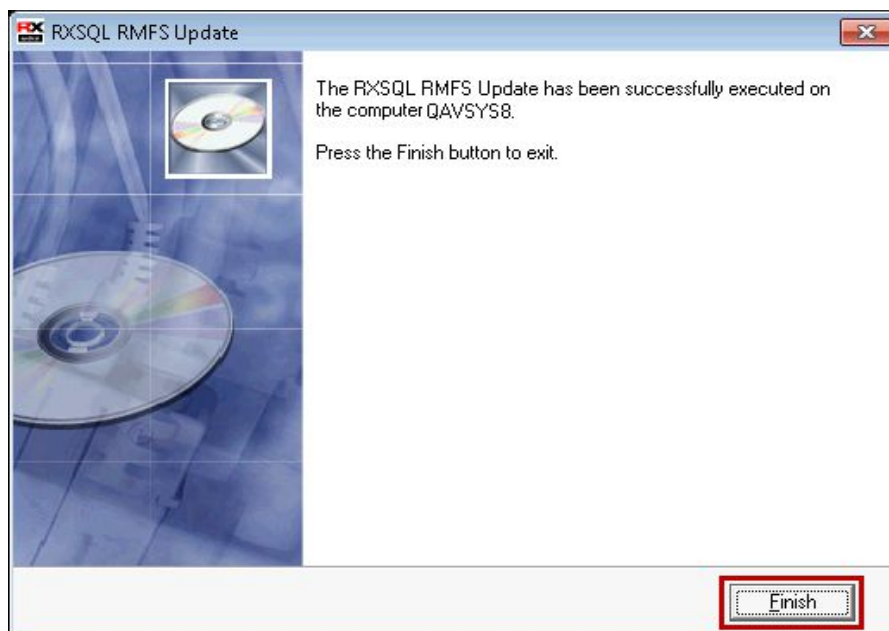 RXSQL RMFS Update
The RXSQL RMFS Update has been successfully executed on
the computer QAVSYS8.
Press the Finish button to exit.
Finish